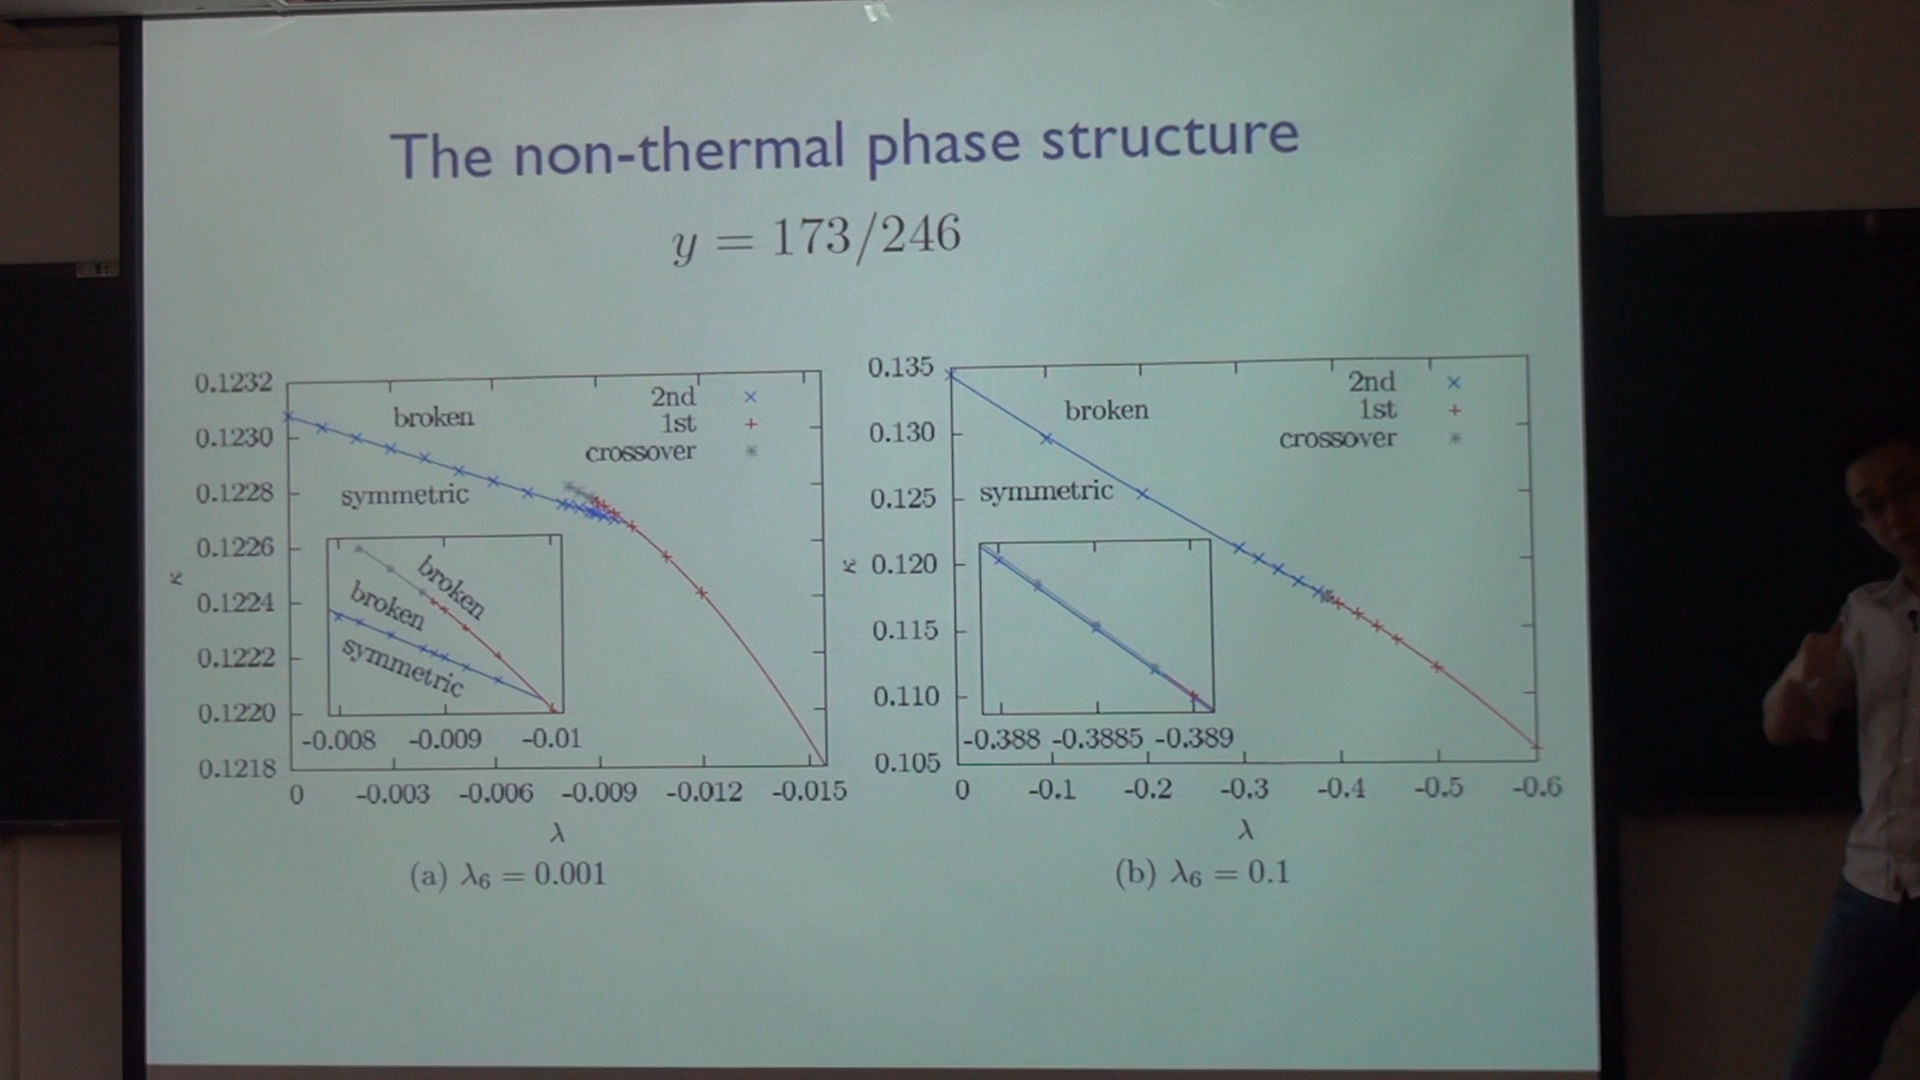 The non-thermal phase structure
y = 173/246
0.1232
0.1230
0.1228
0.1226
0.1224
0.1222
0.1220
0.1218
κ
broken
symmetric
2nd ×
1st +
crossover *
broken
broken
symmetric
-0.008 -0.009 -0.01
0 -0.003 -0.006 -0.009 -0.012 -0.015
λ
(a) λ6 = 0.001
0.135
0.130
0.125
0.120
0.115
0.110
0.105
κ
broken
symmetric
2nd ×
1st +
crossover *
-0.388 -0.3885 -0.389
0 -0.1 -0.2 -0.3 -0.4 -0.5 -0.6
λ
(b) λ6 = 0.1